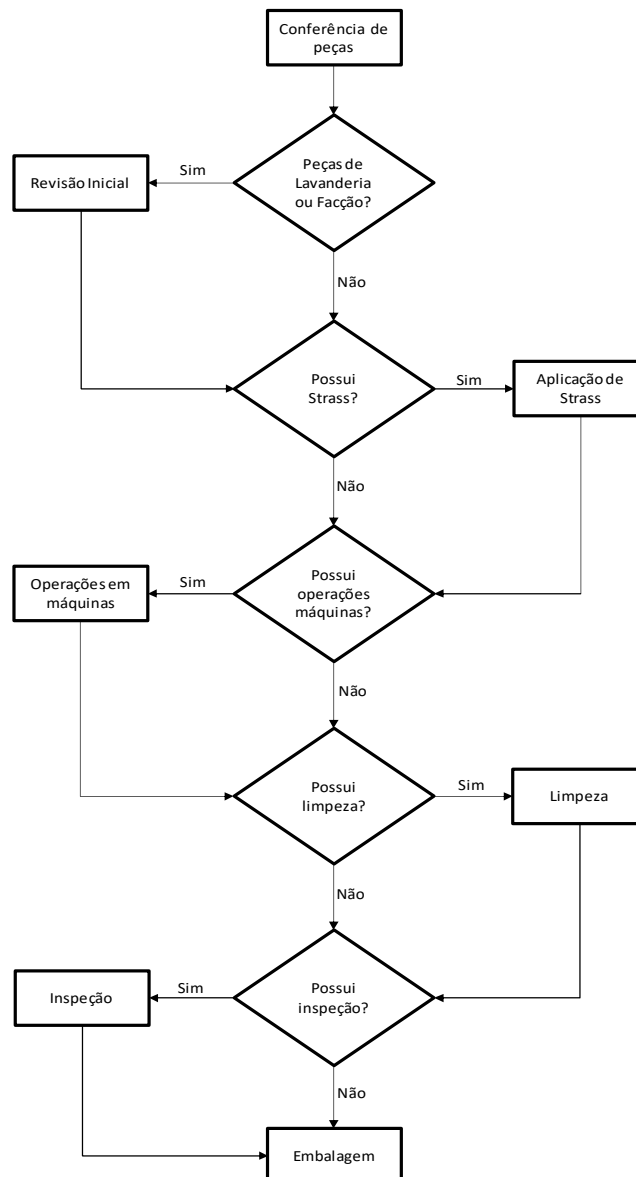 Conferência de
peças
Peças de
Lavanderia
ou Facção?
Sim
Revisão Inicial
Não
Possui
Strass?
Sim
Aplicação de
Strass
Não
Possui
operações
máquinas?
Sim
Operações em
máquinas
Não
Possui
limpeza?
Sim
Limpeza
Não
Possui
inspeção?
Sim
Inspeção
Não
Embalagem